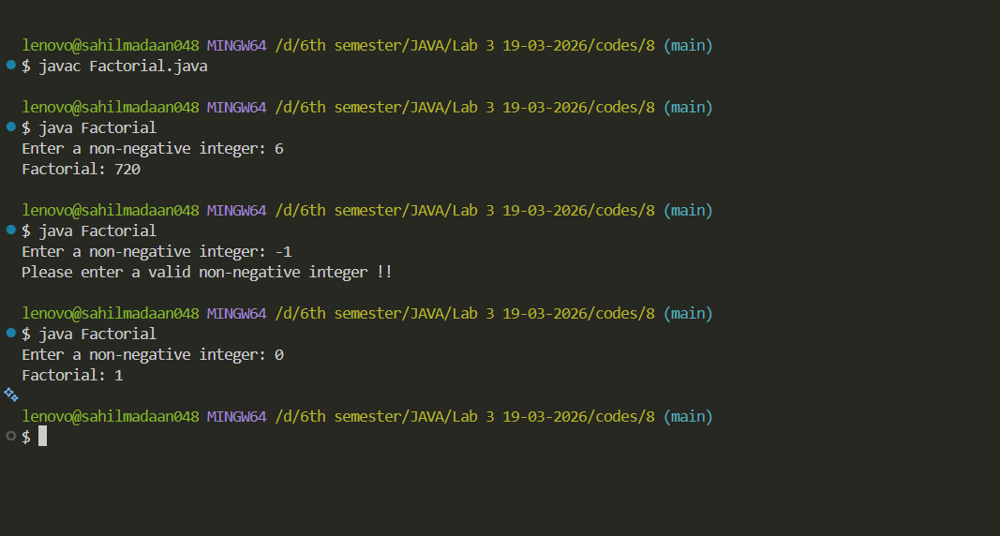 lenovo@sahilmadaan048 MINGW64 /d/6th semester/JAVA/Lab 3 19-03-2026/codes/8 (main)
$ javac Factorial.java
lenovo@sahilmadaan048 MINGW64 /d/6th semester/JAVA/Lab 3 19-03-2026/codes/8 (main)
$ java Factorial
Enter a non-negative integer: 6
Factorial: 720
lenovo@sahilmadaan048 MINGW64 /d/6th semester/JAVA/Lab 3 19-03-2026/codes/8 (main)
$ java Factorial
Enter a non-negative integer: -1
Please enter a valid non-negative integer !!
lenovo@sahilmadaan048 MINGW64 /d/6th semester/JAVA/Lab 3 19-03-2026/codes/8 (main)
$ java Factorial
Enter a non-negative integer: 0
Factorial: 1
lenovo@sahilmadaan048 MINGW64 /d/6th semester/JAVA/Lab 3 19-03-2026/codes/8 (main)
$